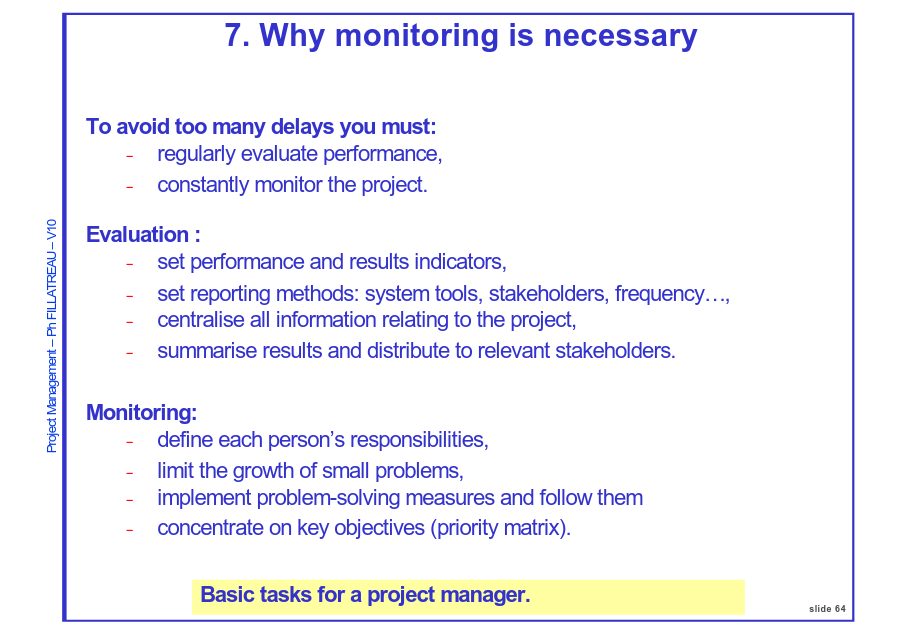 7. Why monitoring is necessary
To avoid too many delays you must:
- regularly evaluate performance,
- constantly monitor the project.
Evaluation :
- set performance and results indicators,
- set reporting methods: system tools, stakeholders, frequency…,
- centralise all information relating to the project,
- summarise results and distribute to relevant stakeholders.
Monitoring:
- define each person’s responsibilities,
- limit the growth of small problems,
- implement problem-solving measures and follow them
- concentrate on key objectives (priority matrix).
Basic tasks for a project manager.
slide 64
Project Management – Ph FILLATREAU – V10